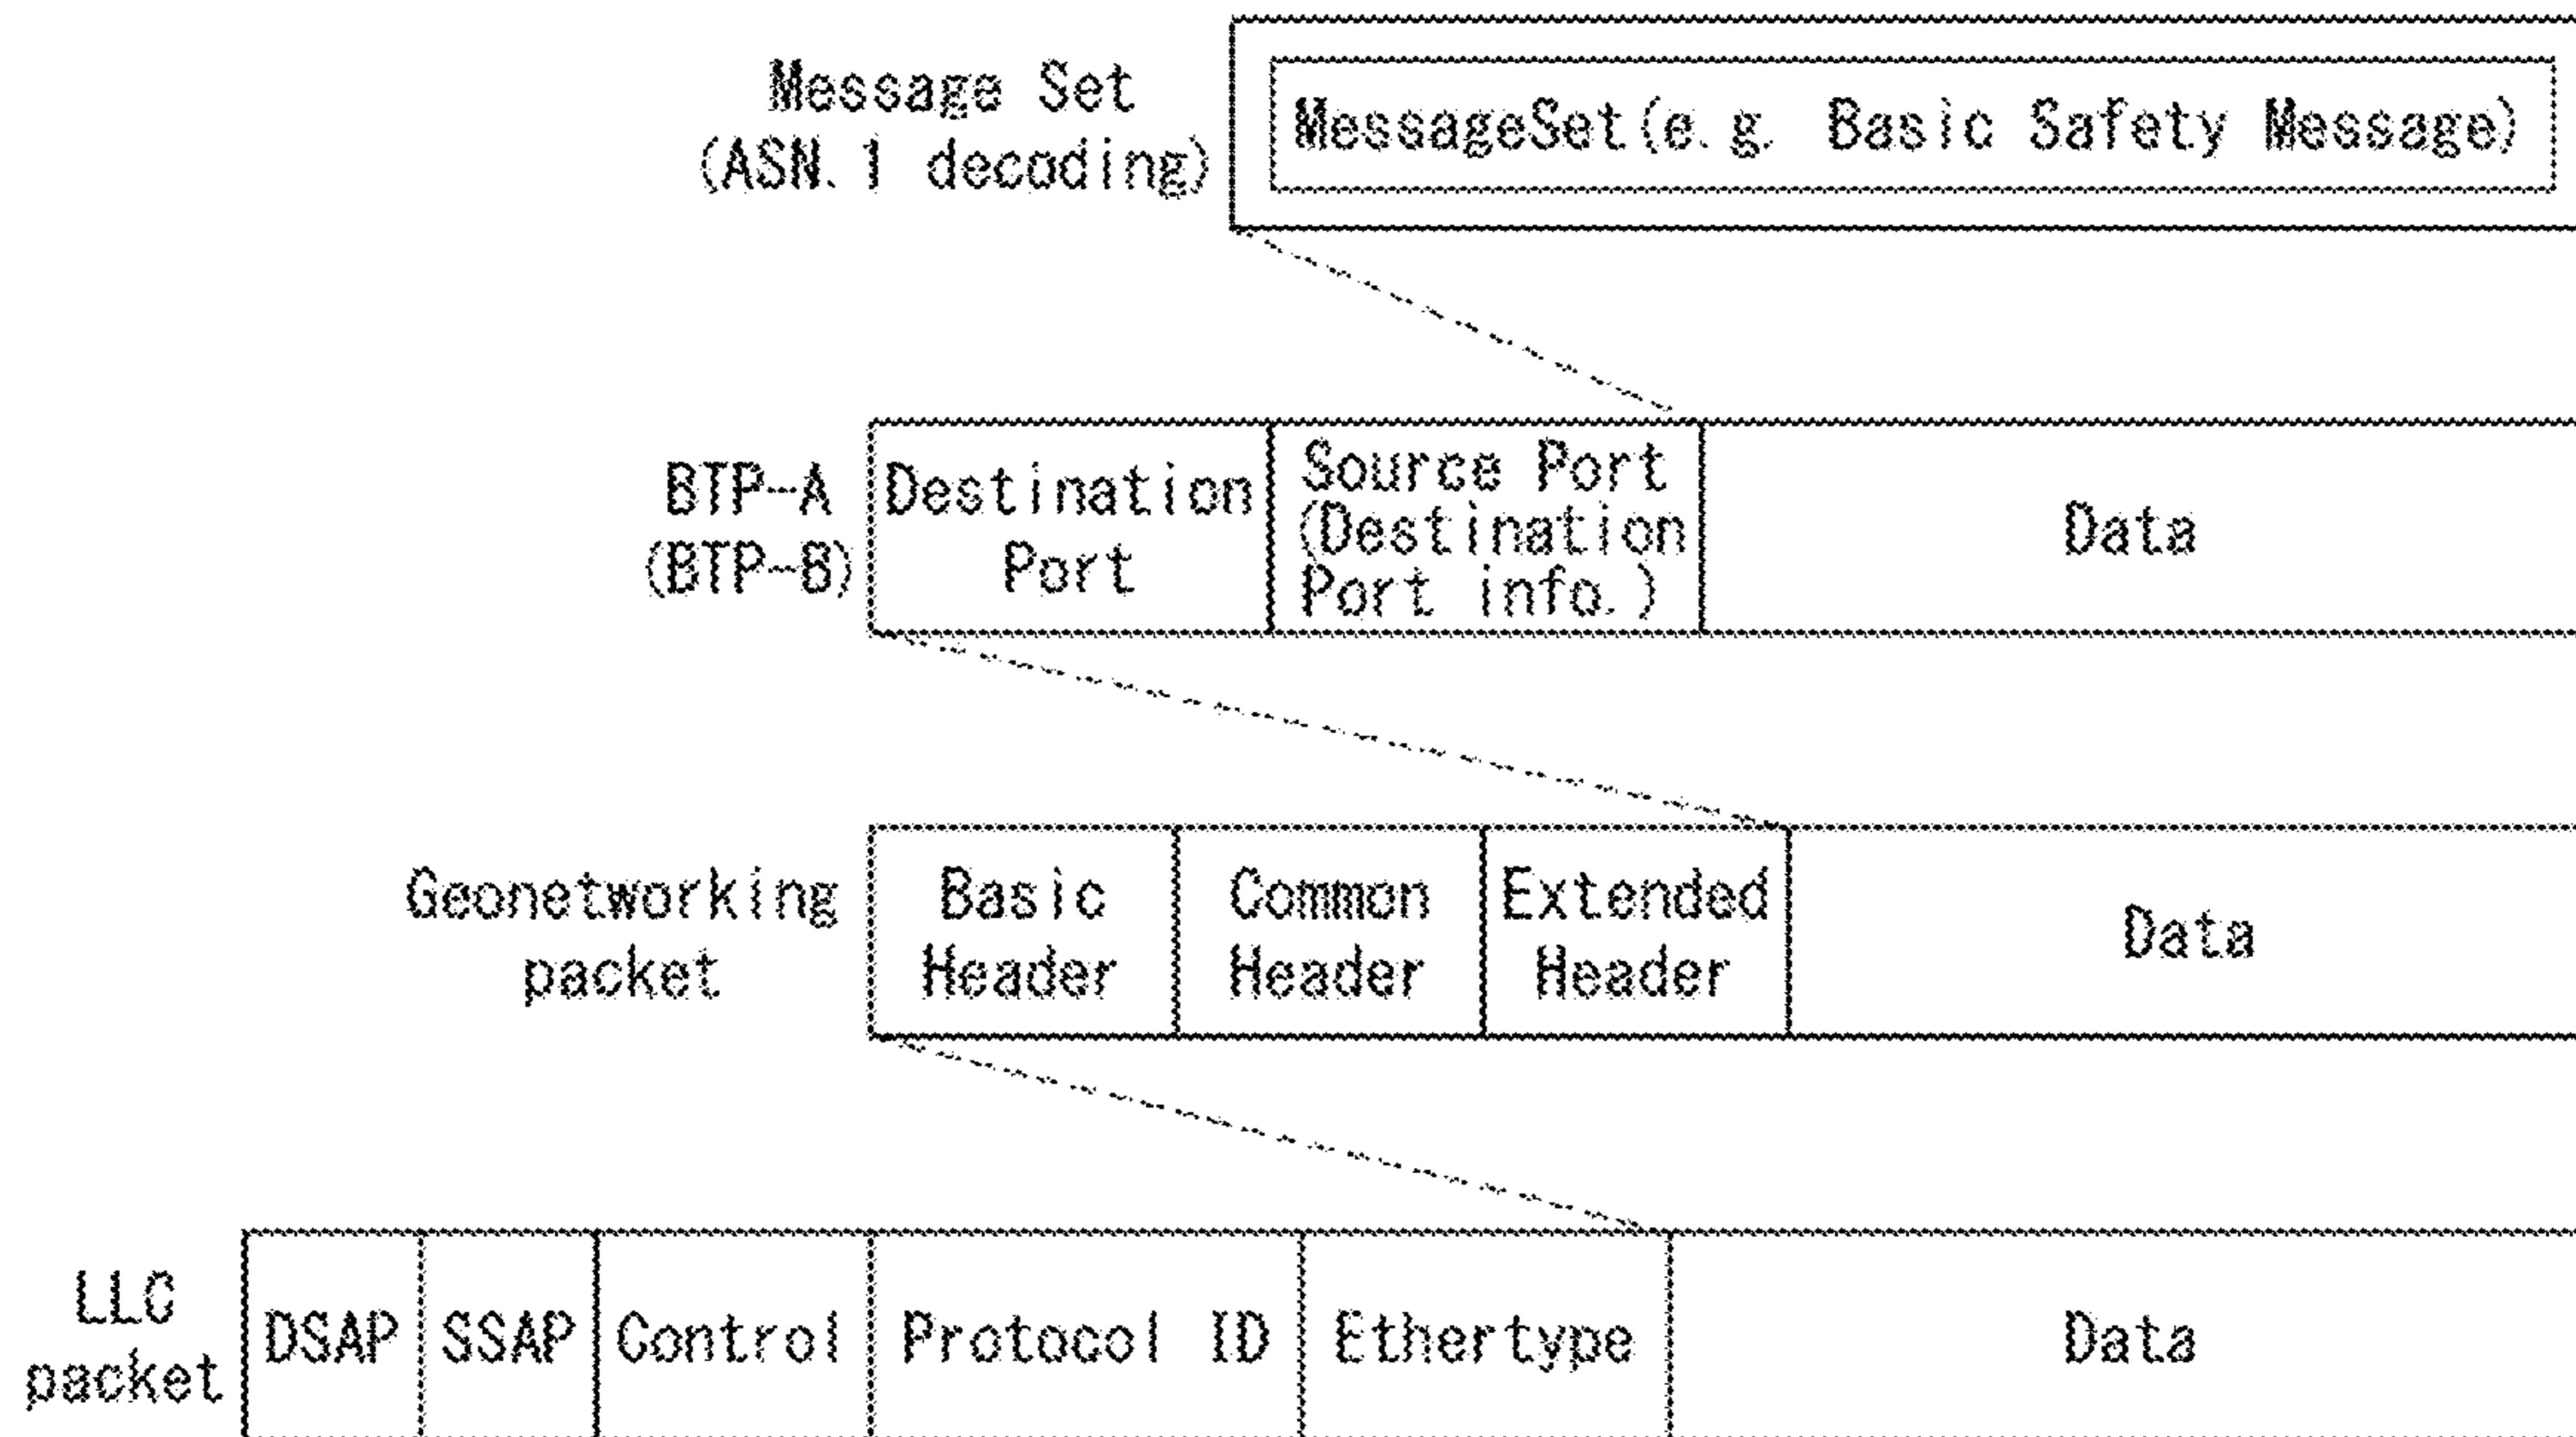 Message Set
(ASN.1 decoding)
MessageSet(e.g. Basic Safety Message)
BTP-A
(BTP-B)
Destination
Port
Source Port
(Destination
Port info.)
Data
Geonetworking
packet
Basic
Header
Common
Header
Extended
Header
Data
LLC
packet
DSAP
SSAP
Control
Protocol ID
Ethertype
Data